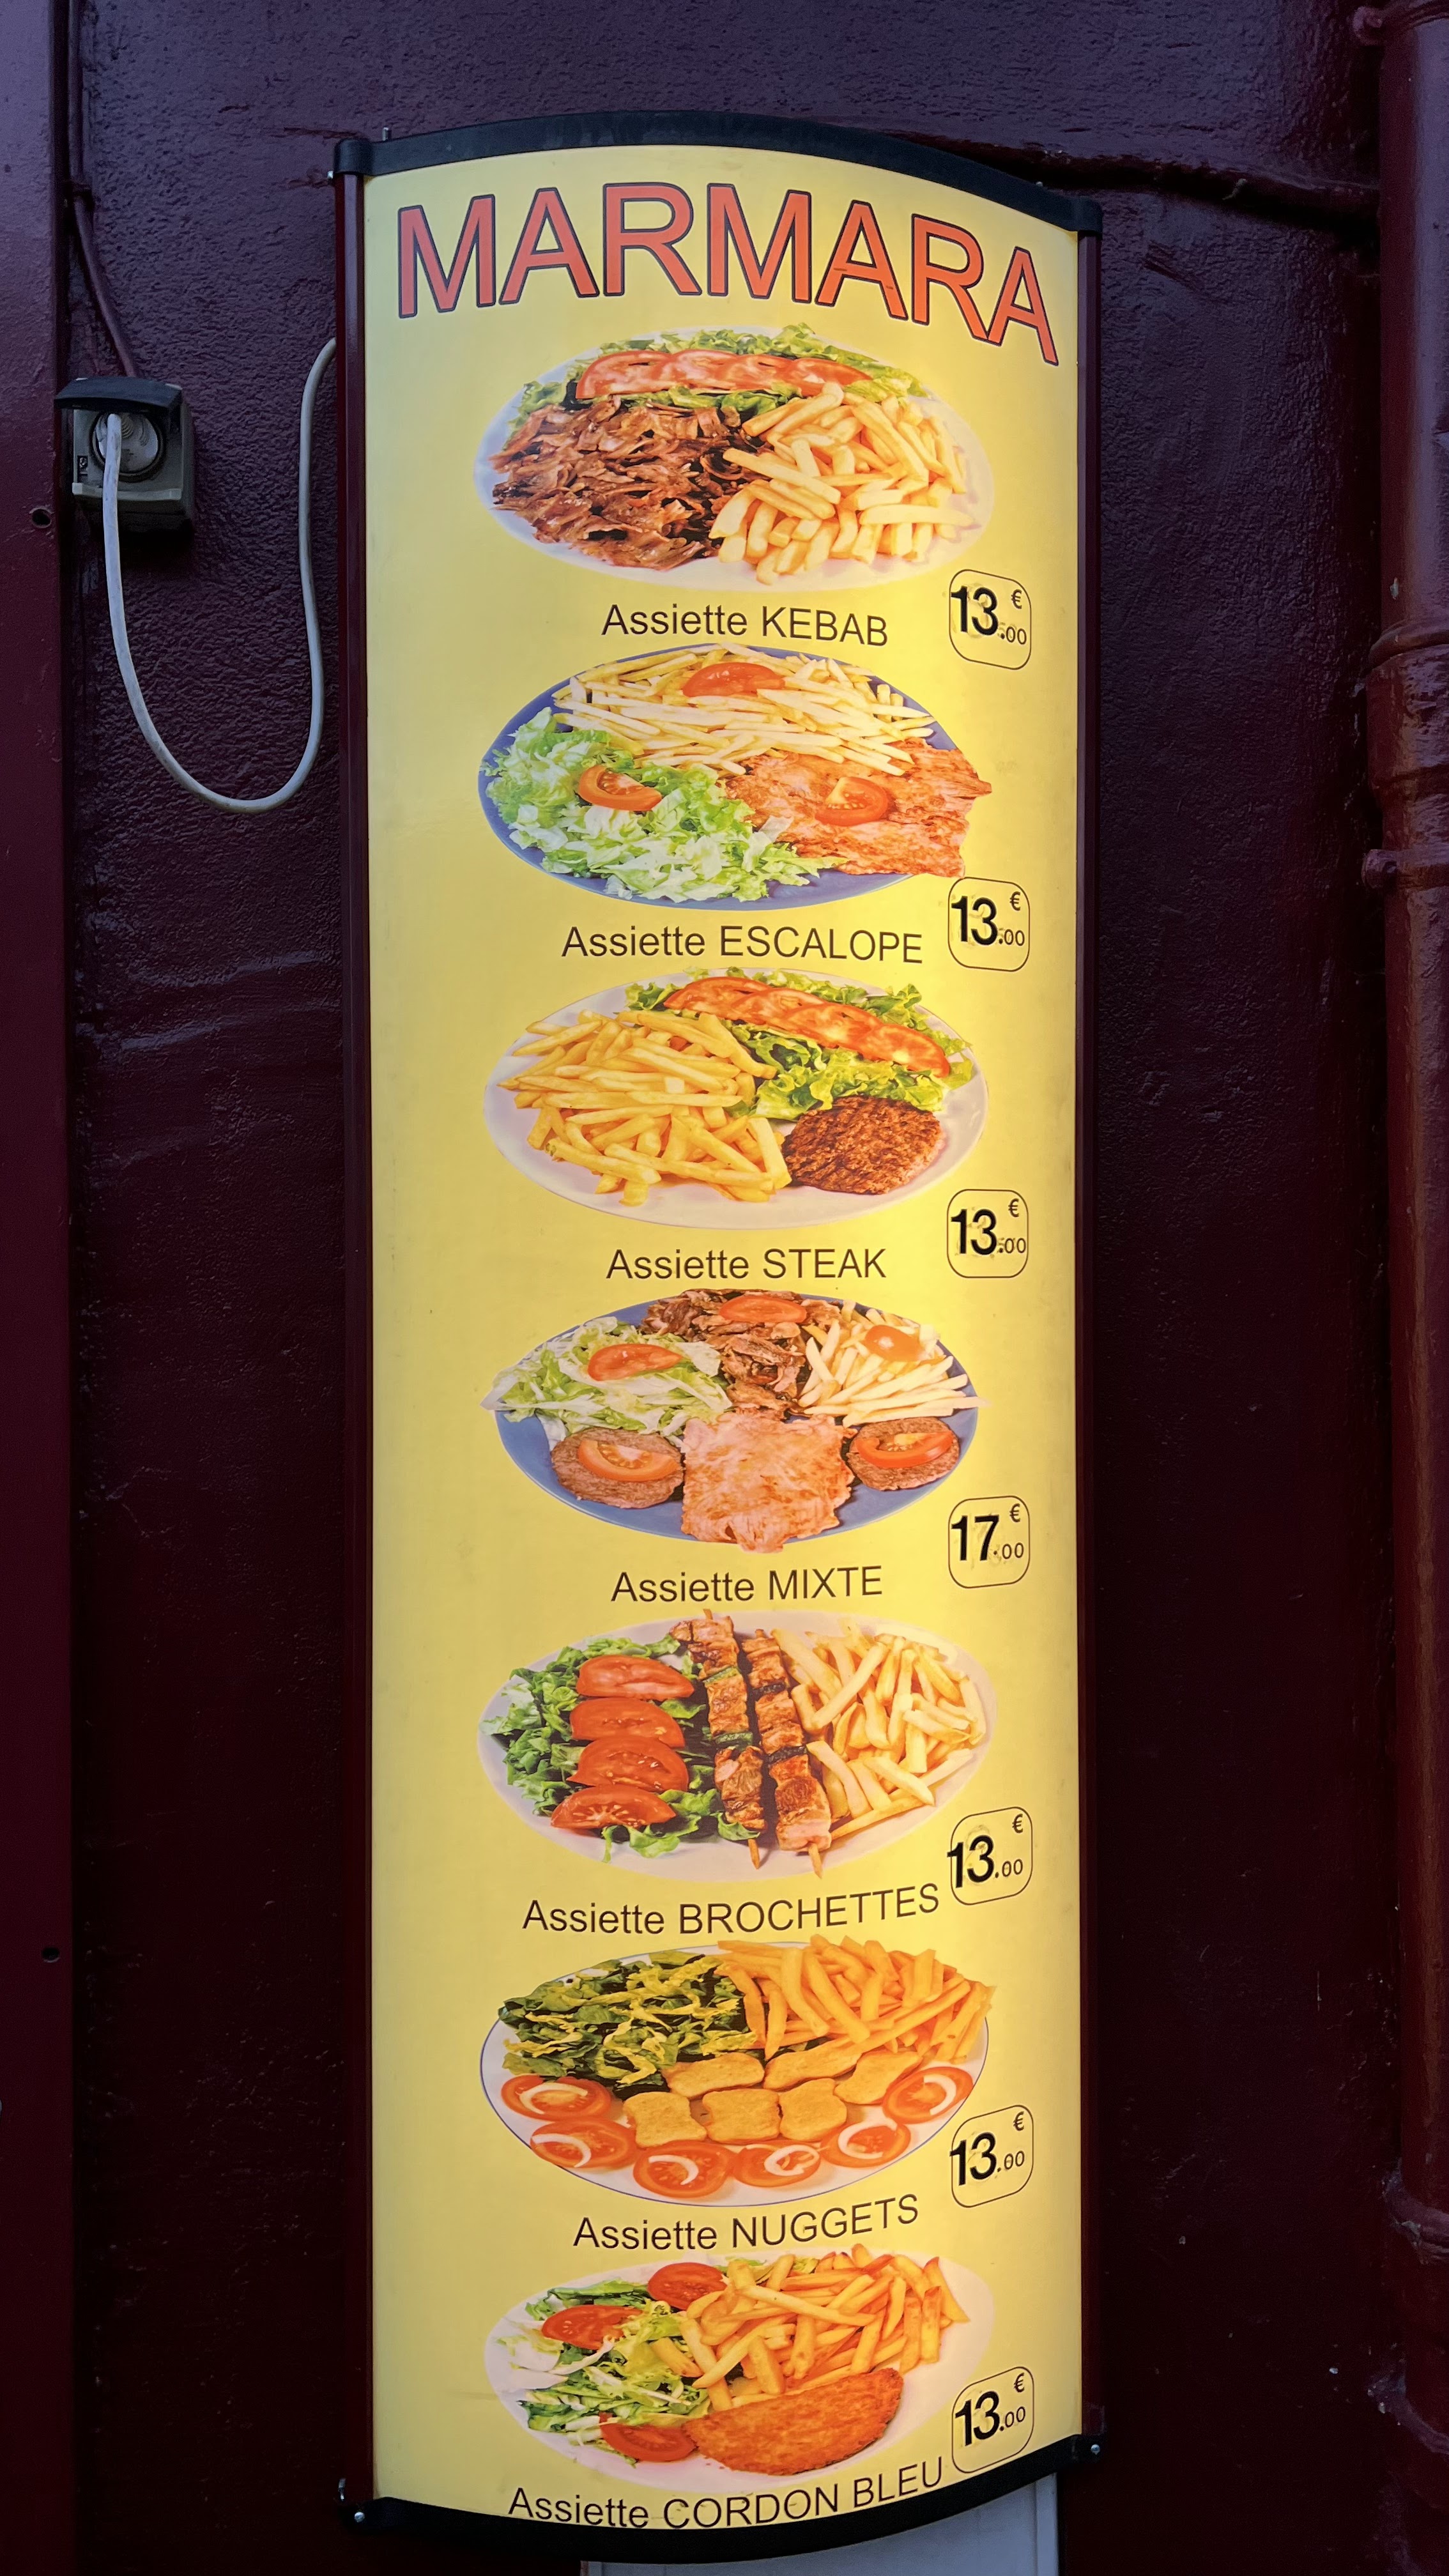 MARMARA
Assiette KEBAB
13.00 €
Assiette ESCALOPE
13.00 €
Assiette STEAK
13.00 €
Assiette MIXTE
17.00 €
Assiette BROCHETTES
13.00 €
Assiette NUGGETS
13.00 €
Assiette CORDON BLEU
13.00 €